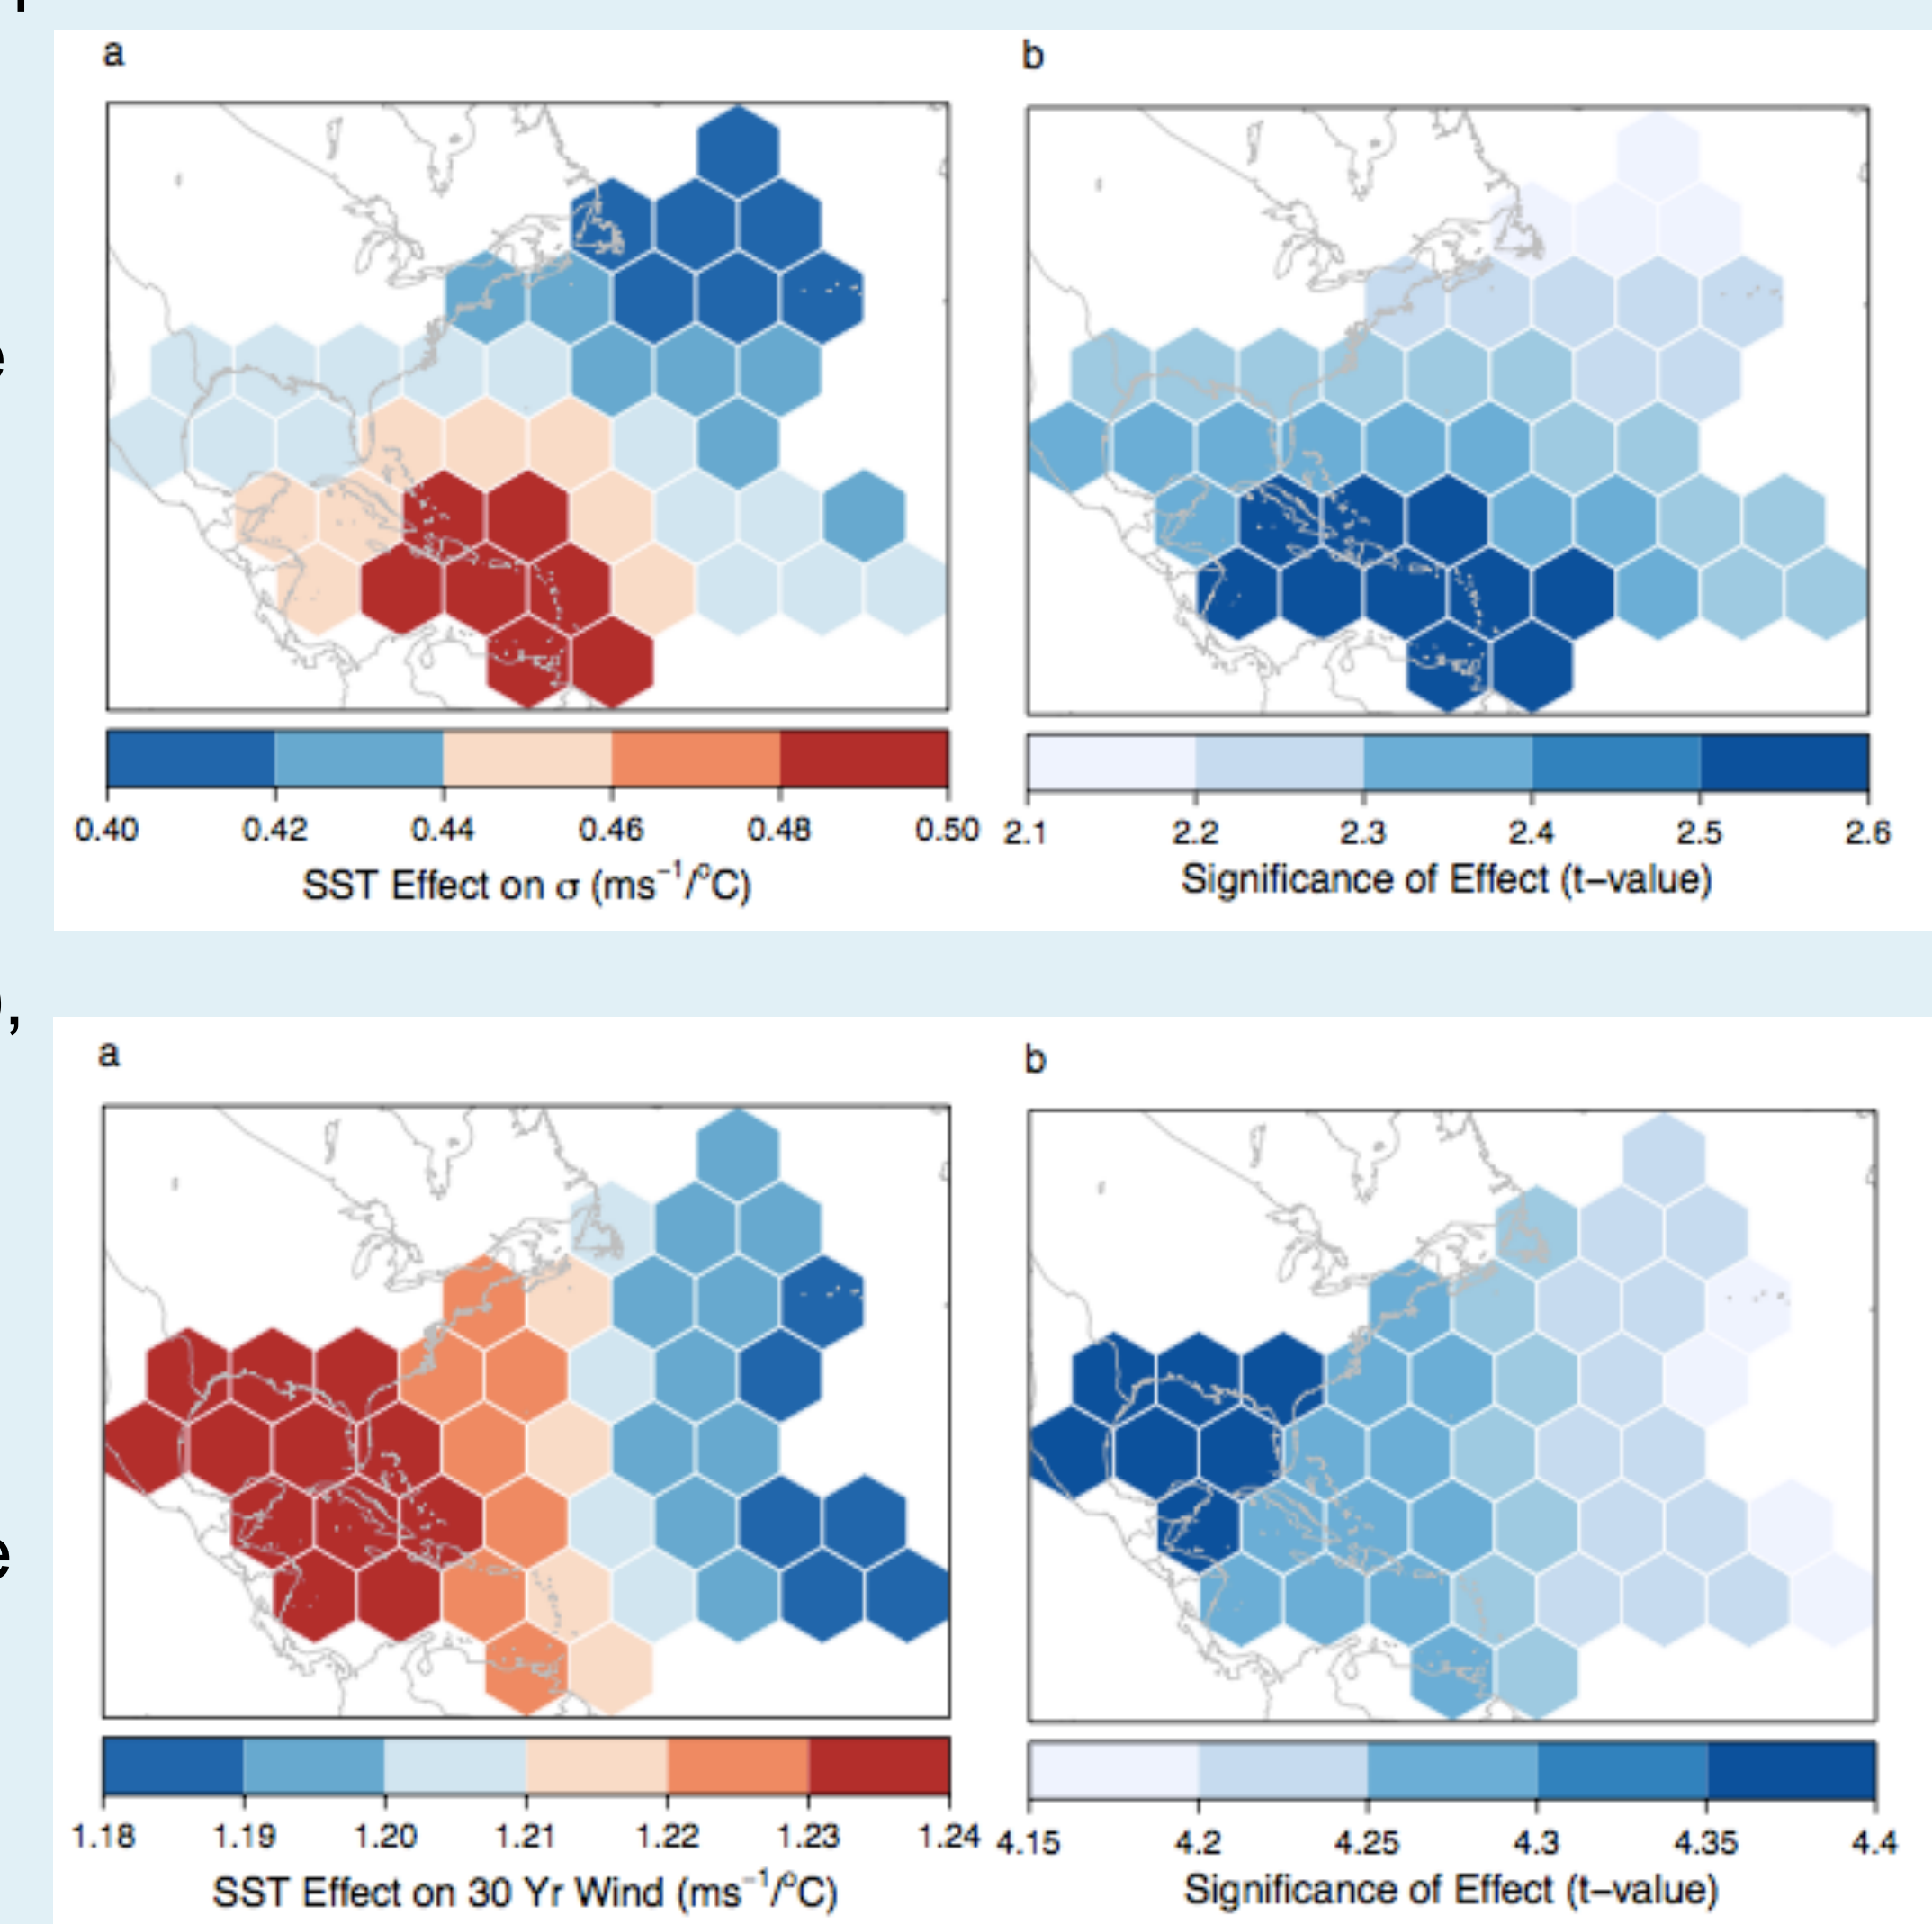 a b
0.40 0.42 0.44 0.46 0.48 0.50
SST Effect on σ (ms⁻¹/°C)
2.1 2.2 2.3 2.4 2.5 2.6
Significance of Effect (t−value)
a b
1.18 1.19 1.20 1.21 1.22 1.23 1.24
SST Effect on 30 Yr Wind (ms⁻¹/°C)
4.15 4.2 4.25 4.3 4.35 4.4
Significance of Effect (t−value)